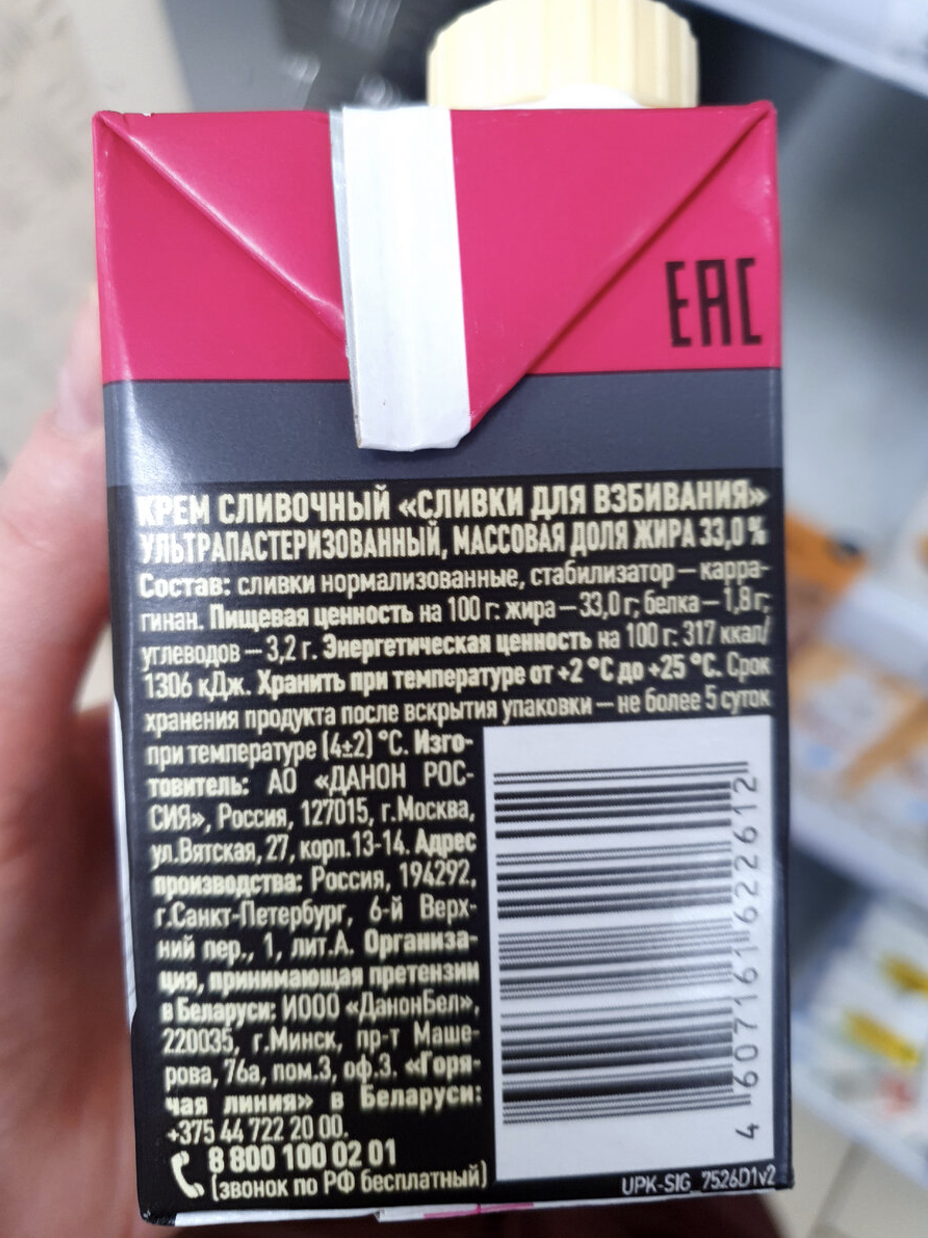 ЕАС
КРЕМ СЛИВОЧНЫЙ «СЛИВКИ ДЛЯ ВЗБИВАНИЯ»
УЛЬТРАПАСТЕРИЗОВАННЫЙ, МАССОВАЯ ДОЛЯ ЖИРА 33,0 %
Состав: сливки нормализованные, стабилизатор – карра-
гинан. Пищевая ценность на 100 г: жира – 33,0 г; белка – 1,8 г;
углеводов – 3,2 г. Энергетическая ценность на 100 г: 317 ккал/
1306 кДж. Хранить при температуре от +2 °С до +25 °С. Срок
хранения продукта после вскрытия упаковки – не более 5 суток
при температуре (4±2) °С. Изго-
товитель: АО «ДАНОН РОС-
СИЯ», Россия, 127015, г.Москва,
ул.Вятская, 27, корп.13-14. Адрес
производства: Россия, 194292,
г.Санкт-Петербург, 6-й Верх-
ний пер., 1, лит.А. Организа-
ция, принимающая претензии
в Беларуси: ИООО «ДанонБел»,
220035, г.Минск, пр-т Маше-
рова, 76а, пом.3, оф.3. «Горя-
чая линия» в Беларуси:
+375 44 722 20 00.
8 800 100 02 01
(звонок по РФ бесплатный)
4 607161 622612
UPK-SIG_7526D1v2